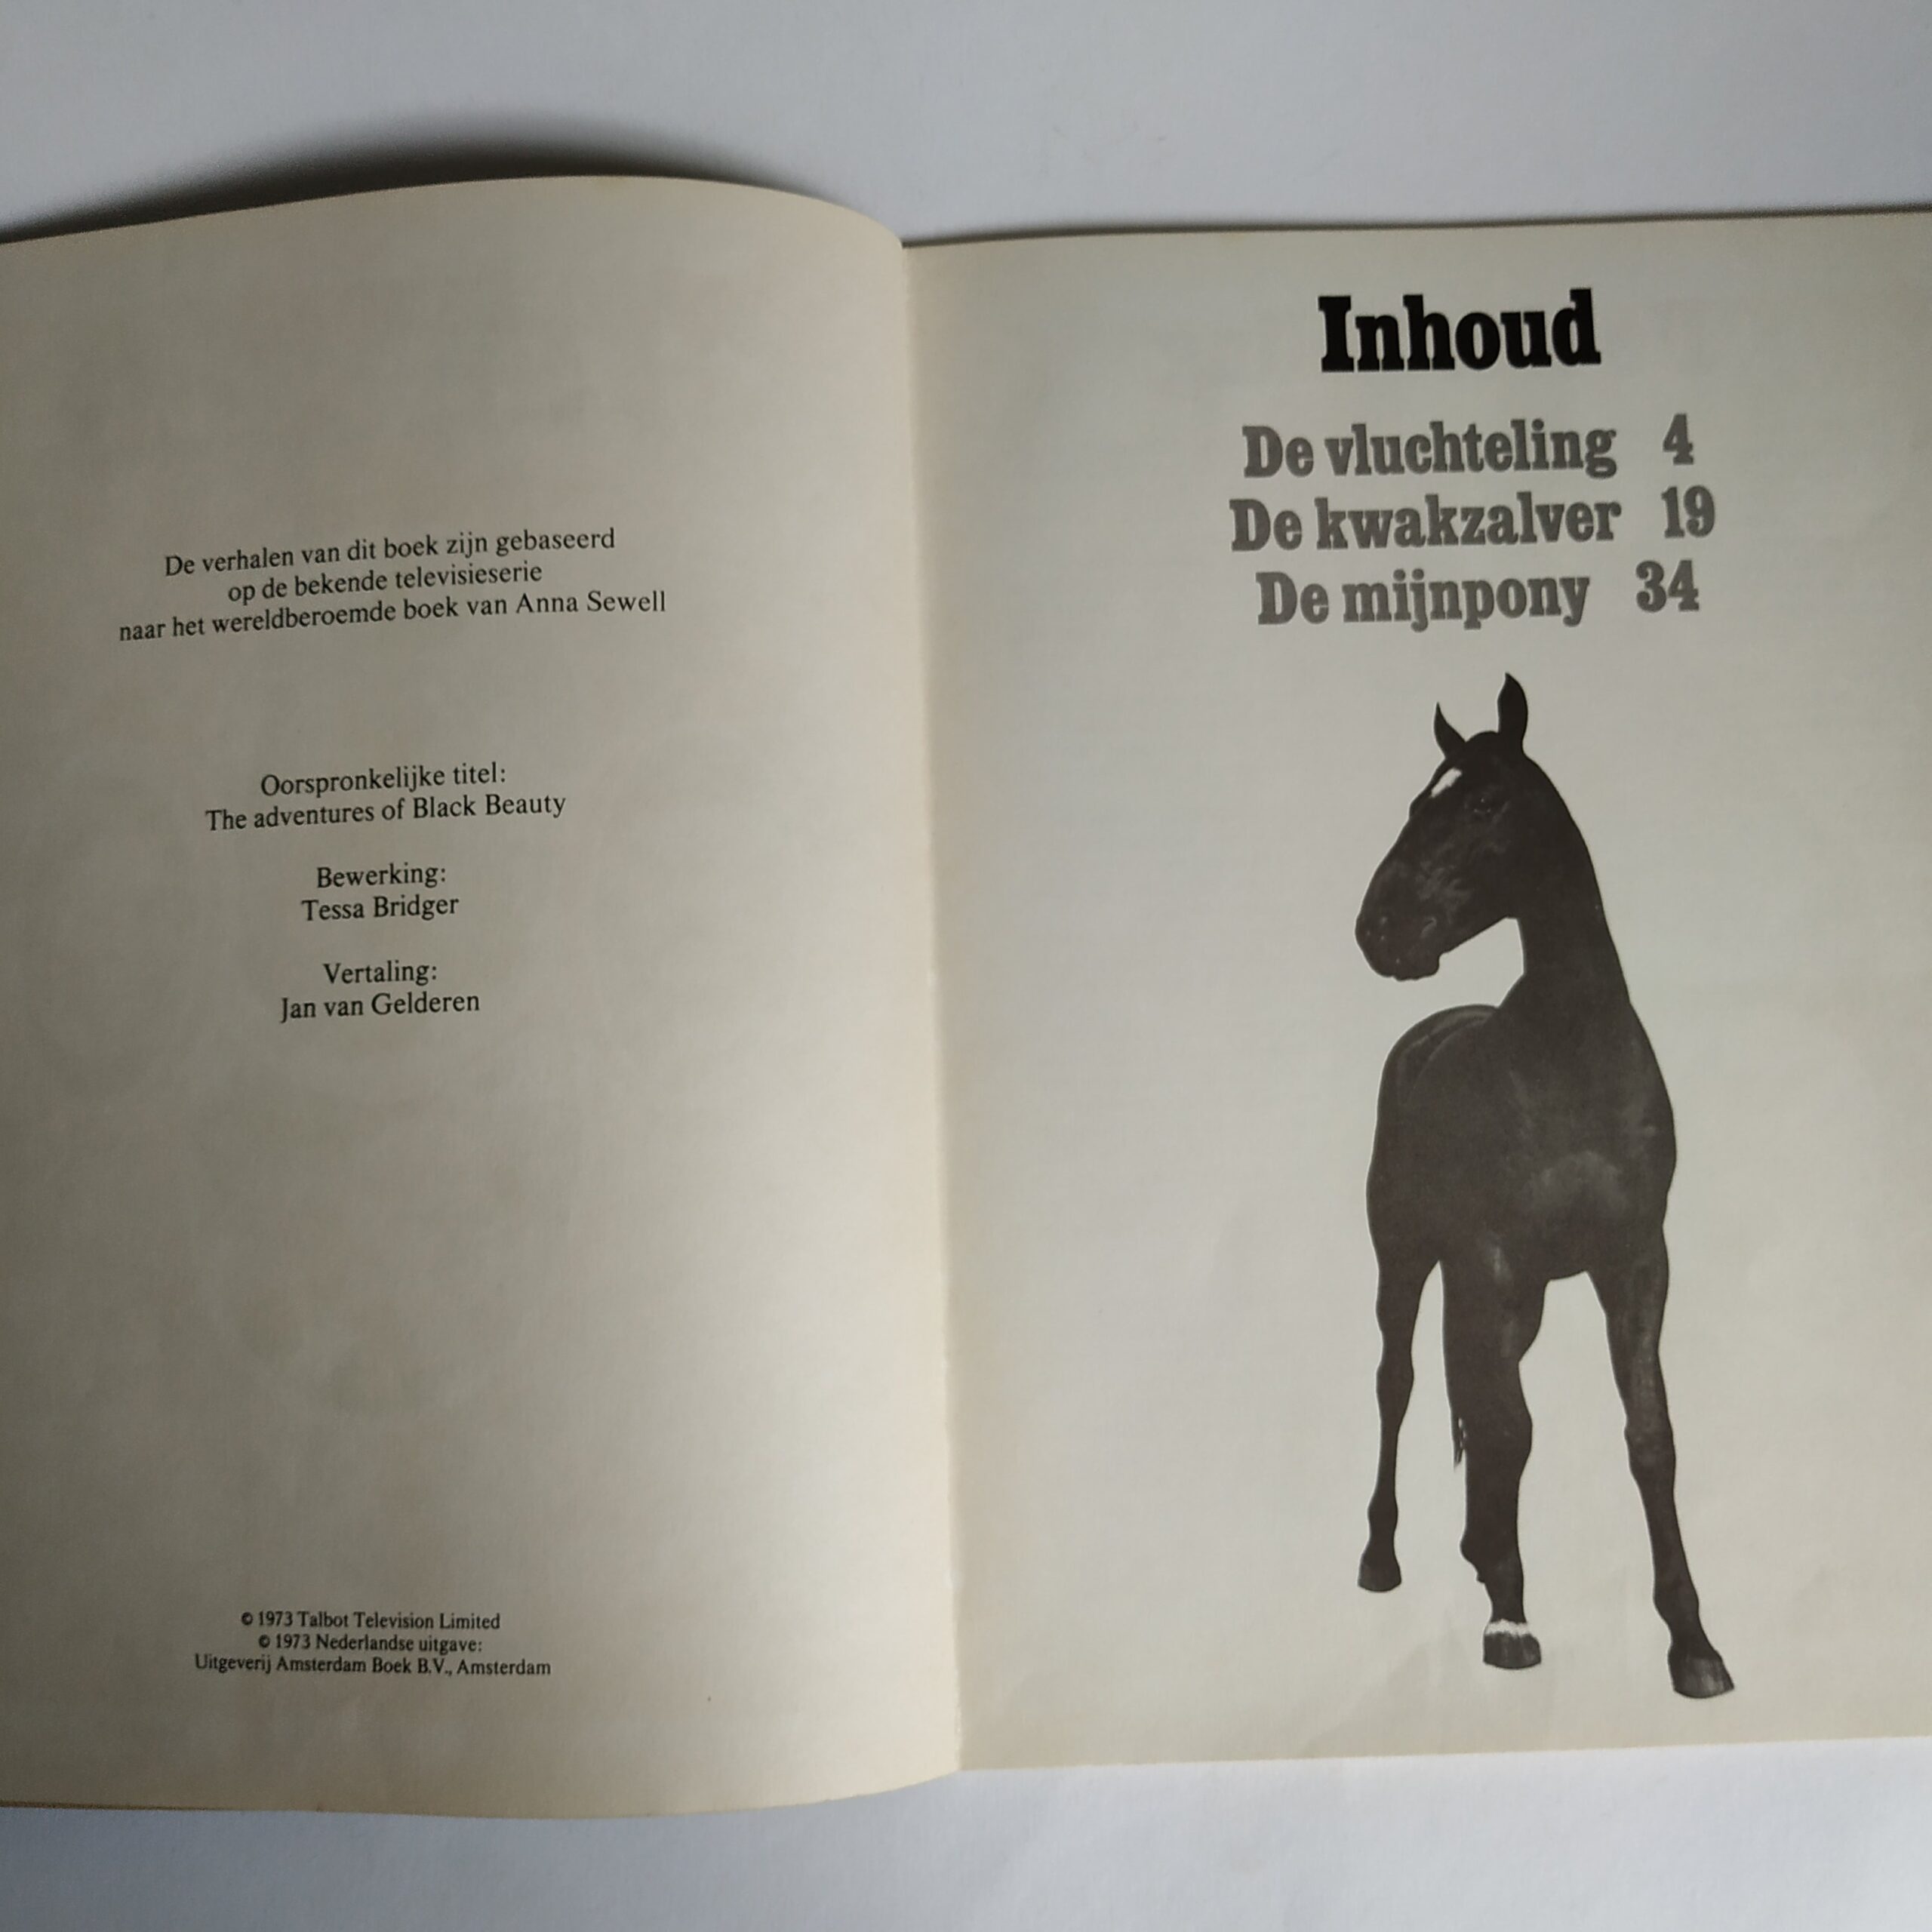 De verhalen van dit boek zijn gebaseerd
op de bekende televisieserie
naar het wereldberoemde boek van Anna Sewell
Oorspronkelijke titel:
The adventures of Black Beauty
Bewerking:
Tessa Bridger
Vertaling:
Jan van Gelderen
© 1973 Talbot Television Limited
© 1973 Nederlandse uitgave:
Uitgeverij Amsterdam Boek B.V., Amsterdam
Inhoud
De vluchteling 4
De kwakzalver 19
De mijnpony 34